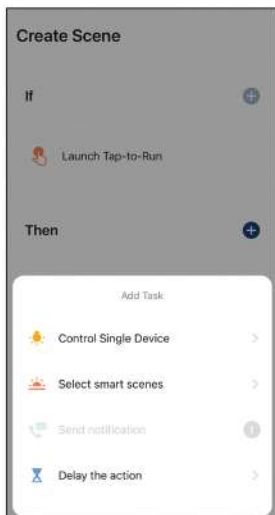 Create Scene
If
Launch Tap-to-Run
Then
Add Task
Control Single Device
Select smart scenes
Send notification
Delay the action